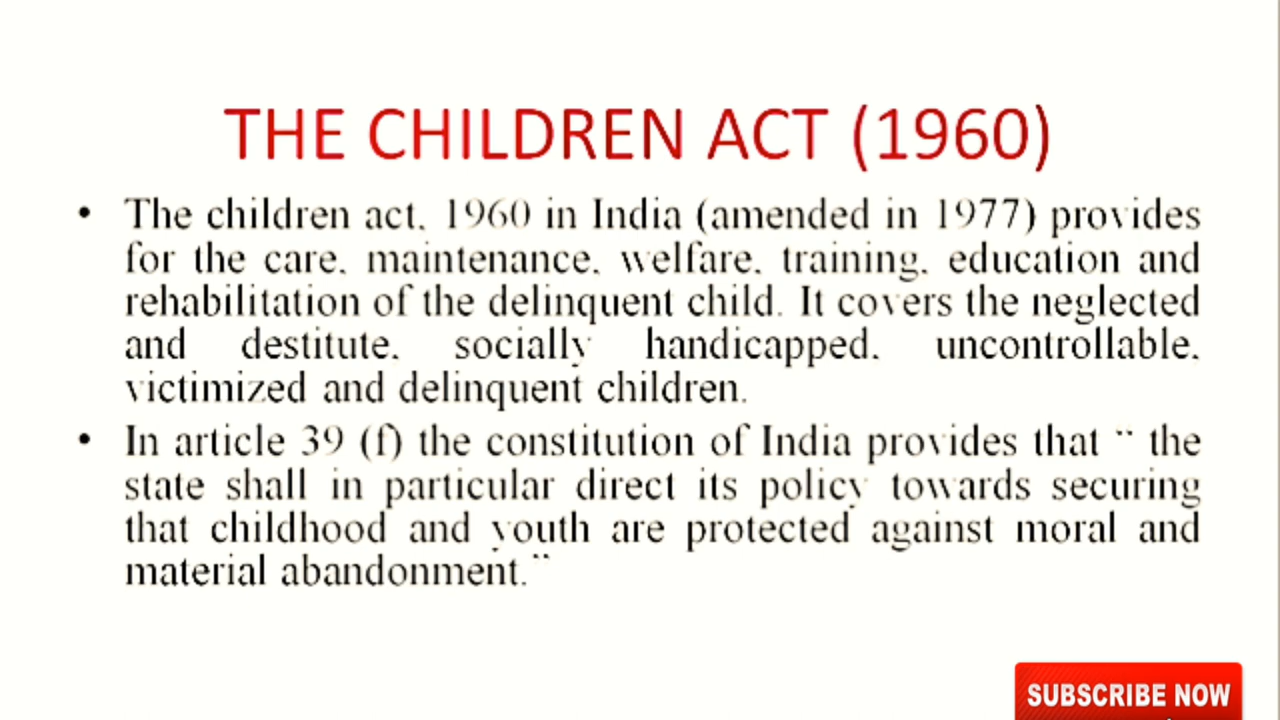 THE CHILDREN ACT (1960)
• The children act, 1960 in India (amended in 1977) provides
for the care, maintenance, welfare, training, education and
rehabilitation of the delinquent child. It covers the neglected
and destitute, socially handicapped, uncontrollable,
victimized and delinquent children.
• In article 39 (f) the constitution of India provides that “ the
state shall in particular direct its policy towards securing
that childhood and youth are protected against moral and
material abandonment.”
SUBSCRIBE NOW